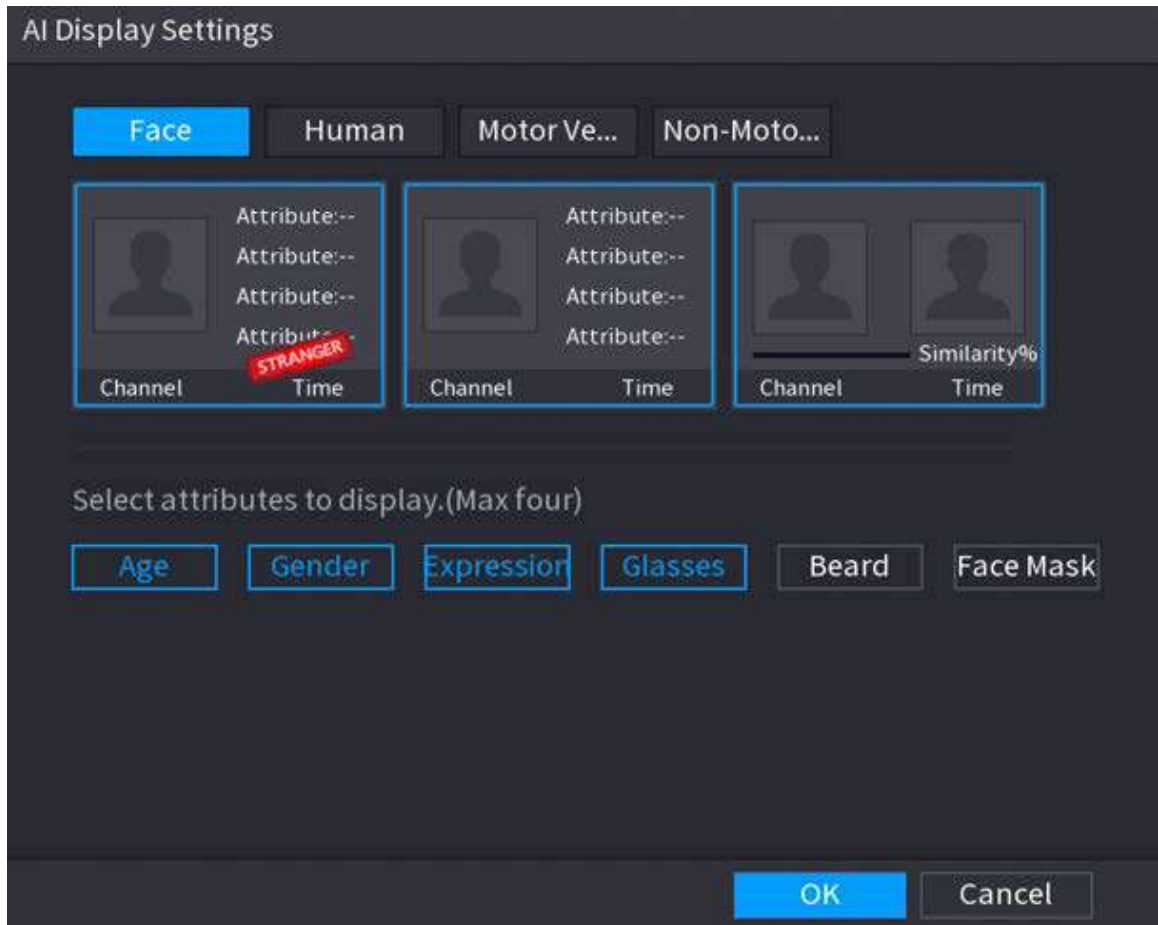 AI Display Settings
Face Human Motor Ve... Non-Moto...
Attribute:-- Attribute:--
Attribute:-- Attribute:--
Attribute:-- Attribute:--
Attribute:-- Attribute:--
STRANGER Similarity%
Channel Time Channel Time Channel Time
Select attributes to display.(Max four)
Age Gender Expression Glasses Beard Face Mask
OK Cancel